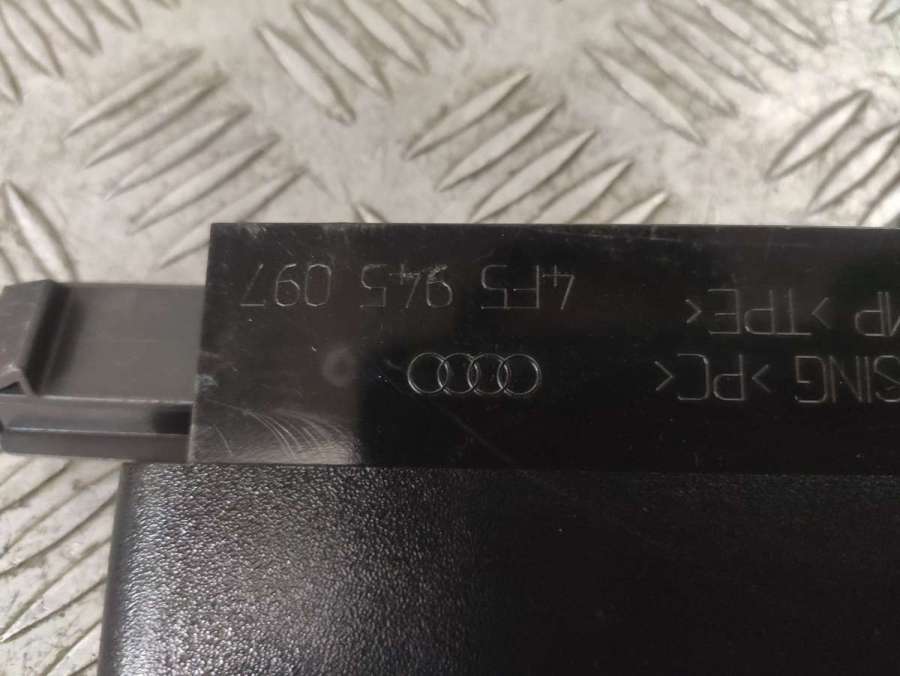 SING >PC<
MP >TPE<
4F5 945 097